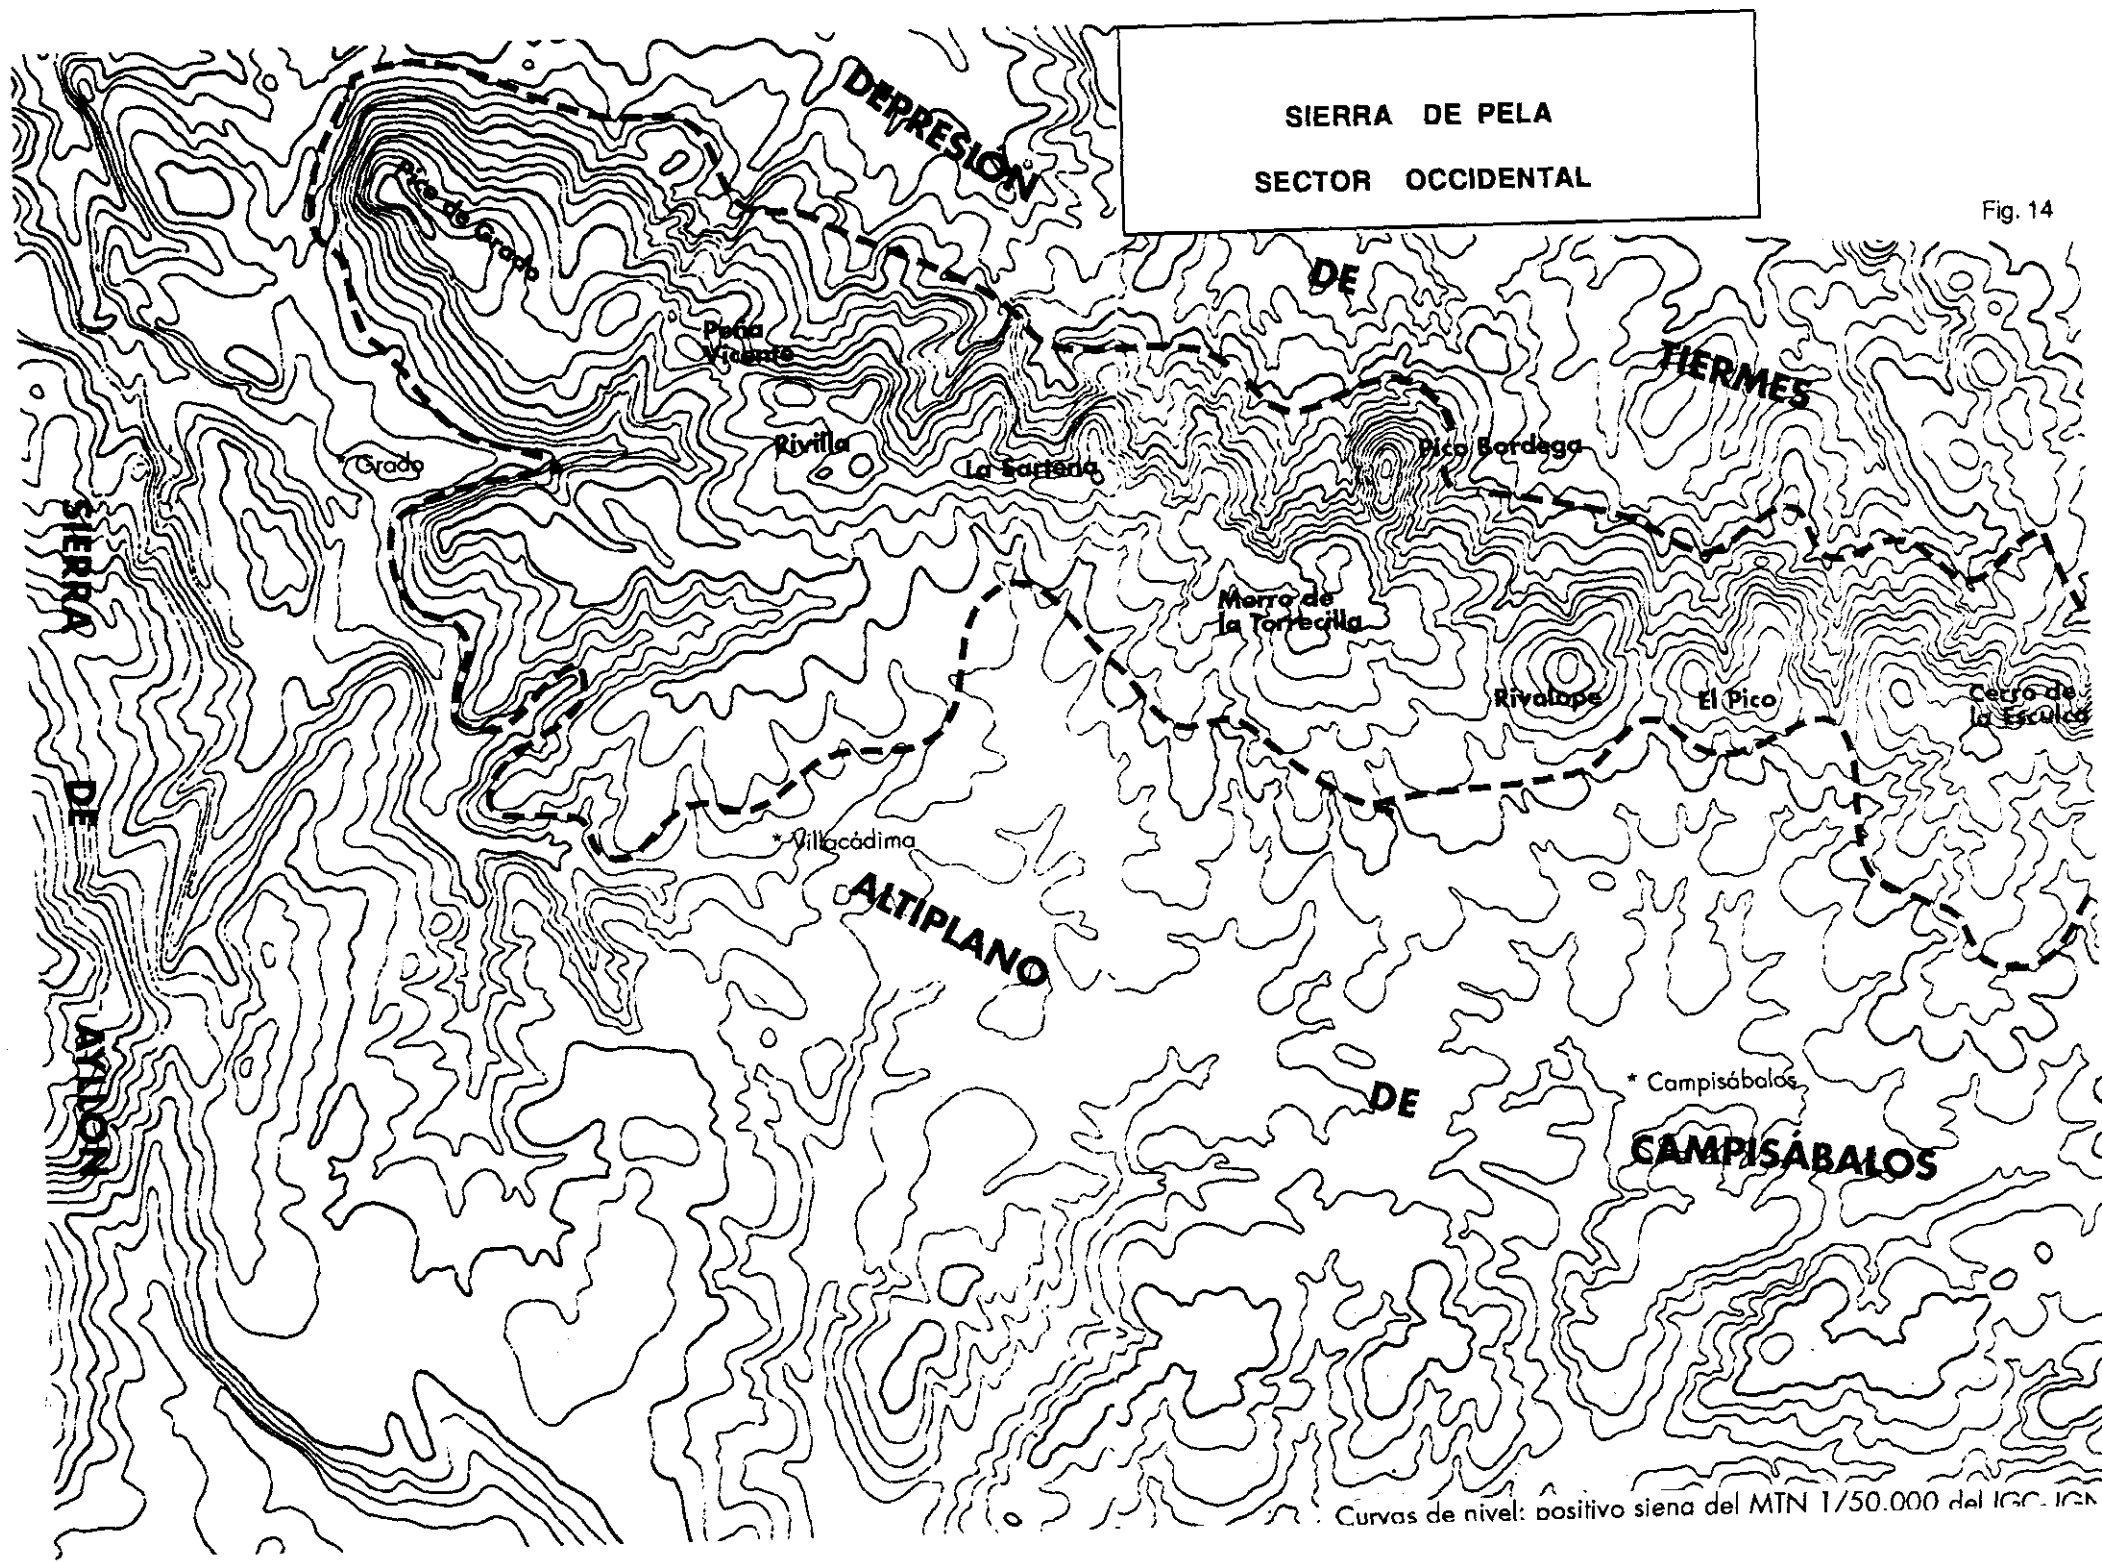 SIERRA DE PELA
SECTOR OCCIDENTAL
Fig. 14
DEPRESIÓN
DE
TIERMES
Pico de Grado
Peña
Vicente
Rivilla
La Sartena
Pico Bordega
* Grado
Morro de
la Torrecilla
Rivalope
El Pico
Cerro de
la Esculca
SIERRA
DE
AYLLÓN
* Villacádima
ALTIPLANO
DE
* Campisábalos
CAMPISÁBALOS
Curvas de nivel: positivo siena del MTN 1/50.000 del IGC-IGN